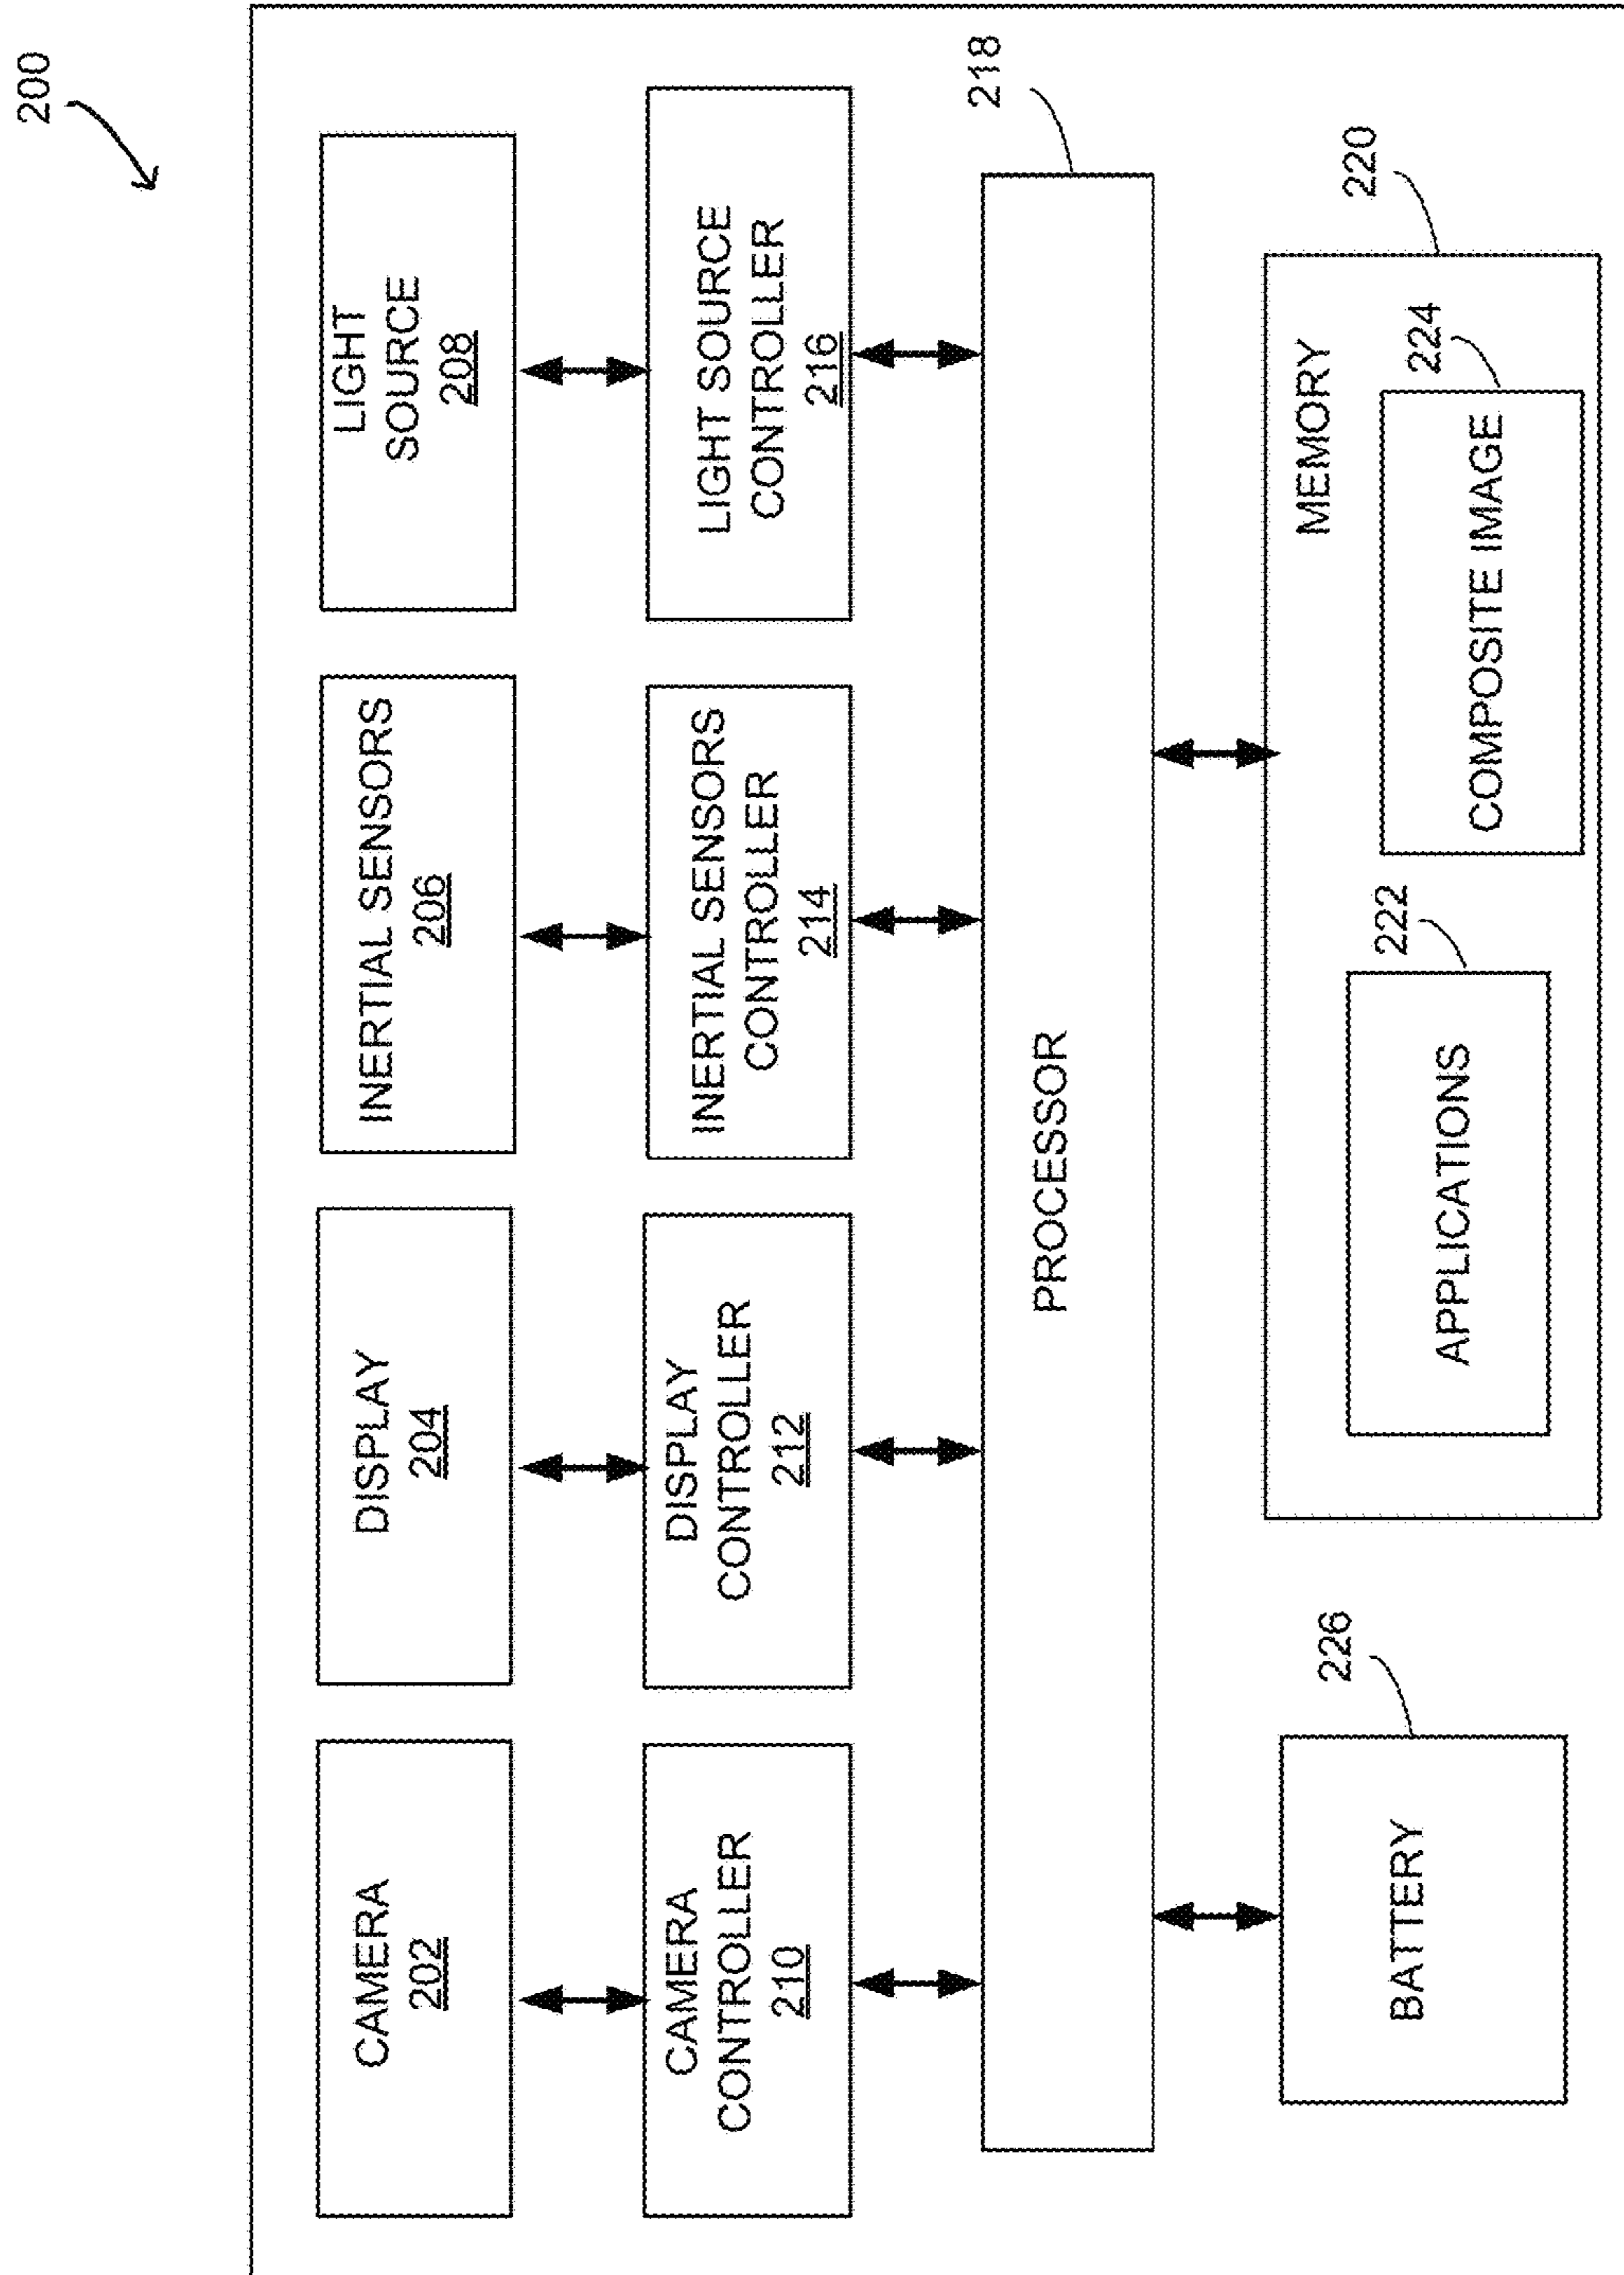 200
CAMERA
202
DISPLAY
204
INERTIAL SENSORS
206
LIGHT
SOURCE
208
CAMERA
CONTROLLER
210
DISPLAY
CONTROLLER
212
INERTIAL SENSORS
CONTROLLER
214
LIGHT SOURCE
CONTROLLER
216
218
PROCESSOR
226
BATTERY
220
MEMORY
222
APPLICATIONS
224
COMPOSITE IMAGE